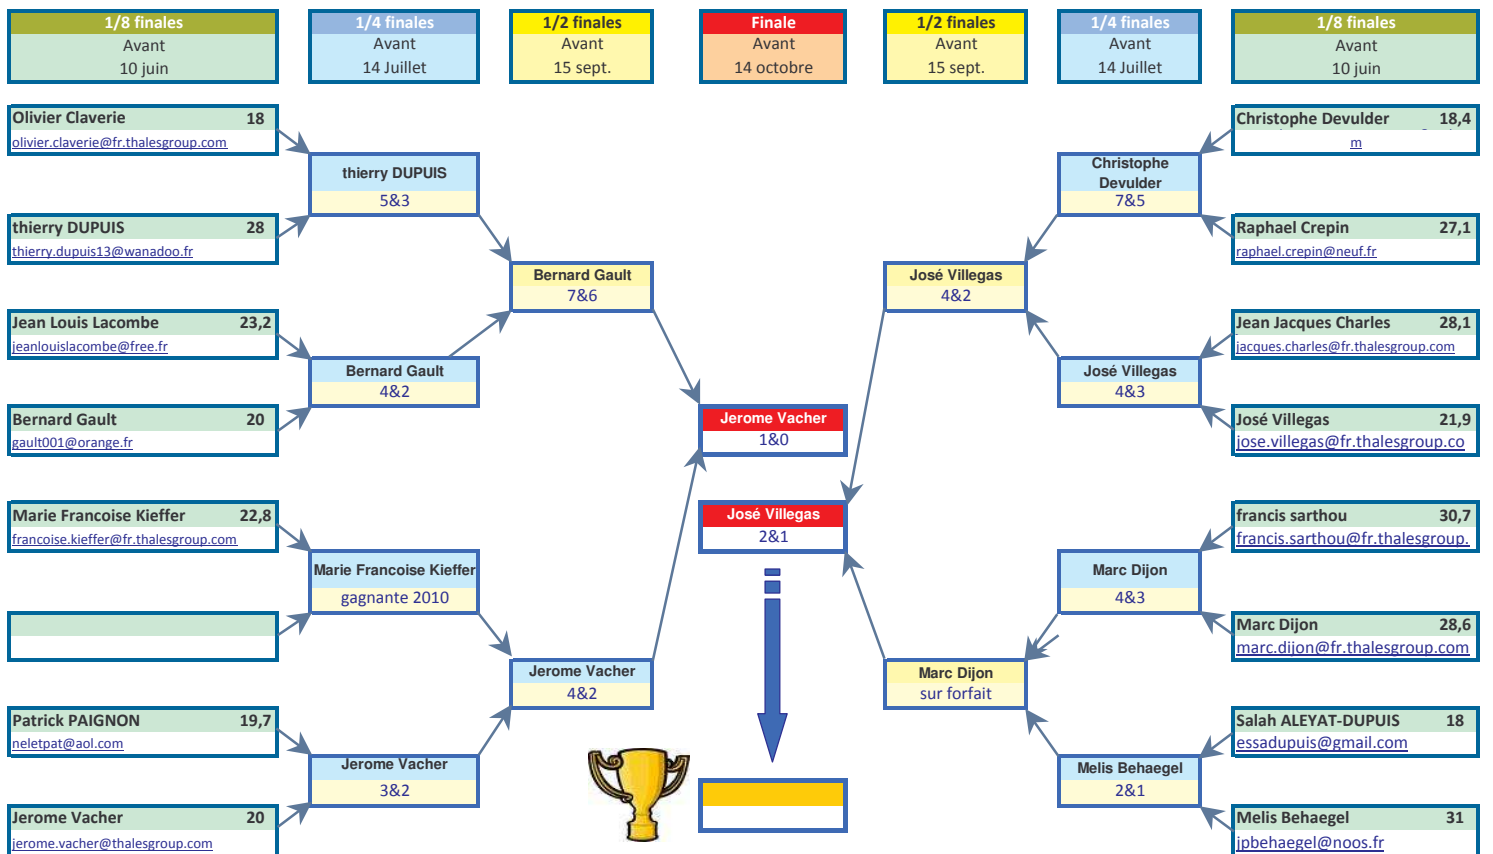 1/8 finales
Avant
10 juin
1/4 finales
Avant
14 Juillet
1/2 finales
Avant
15 sept.
Finale
Avant
14 octobre
1/2 finales
Avant
15 sept.
1/4 finales
Avant
14 Juillet
1/8 finales
Avant
10 juin
Olivier Claverie 18
olivier.claverie@fr.thalesgroup.com
thierry DUPUIS 28
thierry.dupuis13@wanadoo.fr
Jean Louis Lacombe 23,2
jeanlouislacombe@free.fr
Bernard Gault 20
gault001@orange.fr
Marie Francoise Kieffer 22,8
francoise.kieffer@fr.thalesgroup.com
Patrick PAIGNON 19,7
neletpat@aol.com
Jerome Vacher 20
jerome.vacher@thalesgroup.com
thierry DUPUIS
5&3
Bernard Gault
4&2
Marie Francoise Kieffer
gagnante 2010
Jerome Vacher
3&2
Bernard Gault
7&6
Jerome Vacher
4&2
Jerome Vacher
1&0
José Villegas
2&1
José Villegas
4&2
Marc Dijon
sur forfait
Christophe
Devulder
7&5
José Villegas
4&3
Marc Dijon
4&3
Melis Behaegel
2&1
Christophe Devulder 18,4
m
Raphael Crepin 27,1
raphael.crepin@neuf.fr
Jean Jacques Charles 28,1
jacques.charles@fr.thalesgroup.com
José Villegas 21,9
jose.villegas@fr.thalesgroup.co
francis sarthou 30,7
francis.sarthou@fr.thalesgroup.
Marc Dijon 28,6
marc.dijon@fr.thalesgroup.com
Salah ALEYAT-DUPUIS 18
essadupuis@gmail.com
Melis Behaegel 31
jpbehaegel@noos.fr